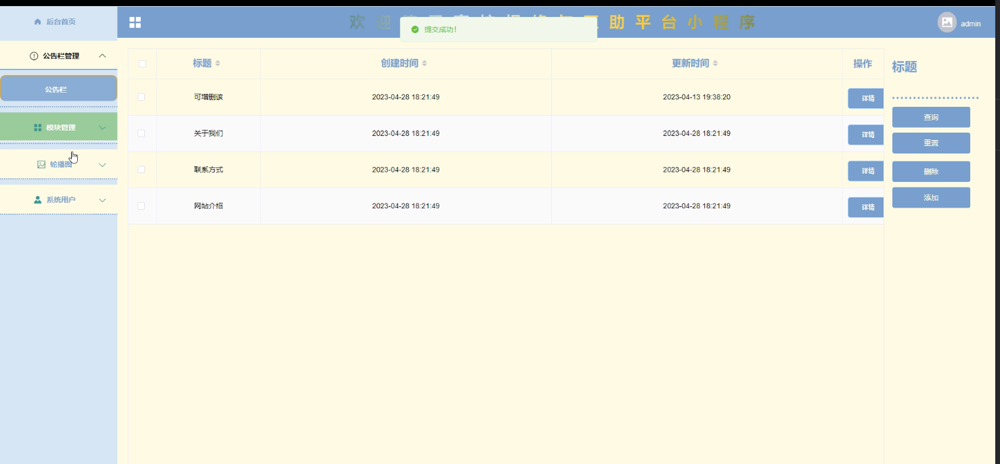 后台首页
欢迎
助平台小程序
提交成功!
admin
公告栏管理
公告栏
模块管理
轮播图
系统用户
标题 创建时间 更新时间 操作
可增删该 2023-04-28 18:21:49 2023-04-13 19:38:20 详情
关于我们 2023-04-28 18:21:49 2023-04-28 18:21:49 详情
联系方式 2023-04-28 18:21:49 2023-04-28 18:21:49 详情
网站介绍 2023-04-28 18:21:49 2023-04-28 18:21:49 详情
标题
查询
重置
删除
添加